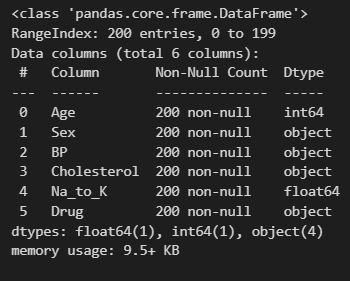 <class 'pandas.core.frame.DataFrame'>
RangeIndex: 200 entries, 0 to 199
Data columns (total 6 columns):
 #   Column       Non-Null Count  Dtype
---  ------       --------------  -----
 0   Age          200 non-null    int64
 1   Sex          200 non-null    object
 2   BP           200 non-null    object
 3   Cholesterol  200 non-null    object
 4   Na_to_K      200 non-null    float64
 5   Drug         200 non-null    object
dtypes: float64(1), int64(1), object(4)
memory usage: 9.5+ KB